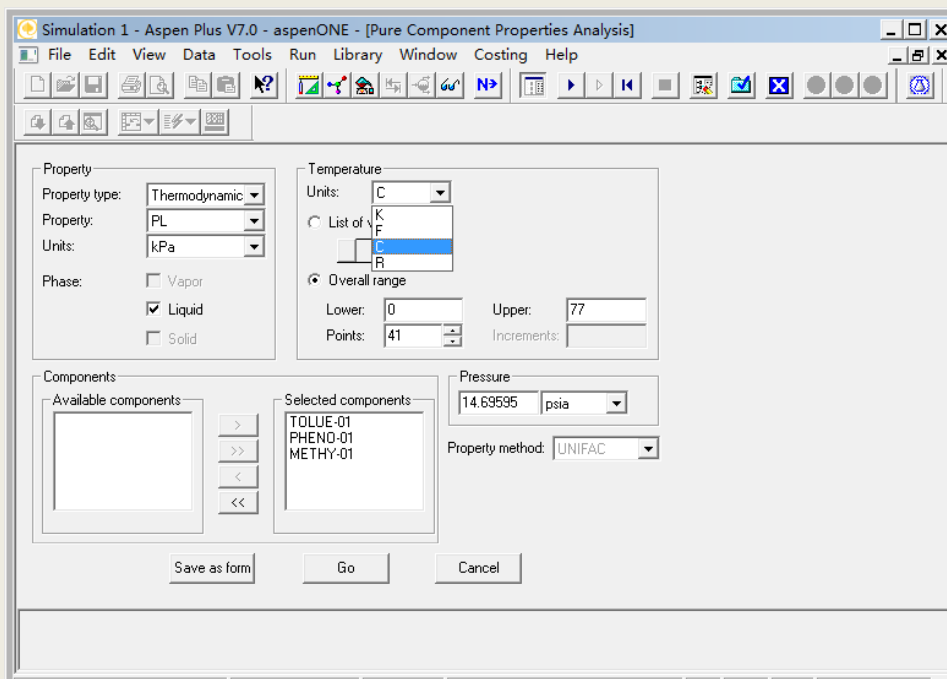 Simulation 1 - Aspen Plus V7.0 - aspenONE - [Pure Component Properties Analysis]
File Edit View Data Tools Run Library Window Costing Help
N>
Property
Property type: Thermodynamic
Property: PL
Units: kPa
Phase: Vapor
Liquid
Solid
Temperature
Units: C
K
List of v
F
C
R
Overall range
Lower: 0 Upper: 77
Points: 41 Increments:
Components
Available components
>
>>
<
<<
Selected components
TOLUE-01
PHENO-01
METHY-01
Pressure
14.69595 psia
Property method: UNIFAC
Save as form Go Cancel